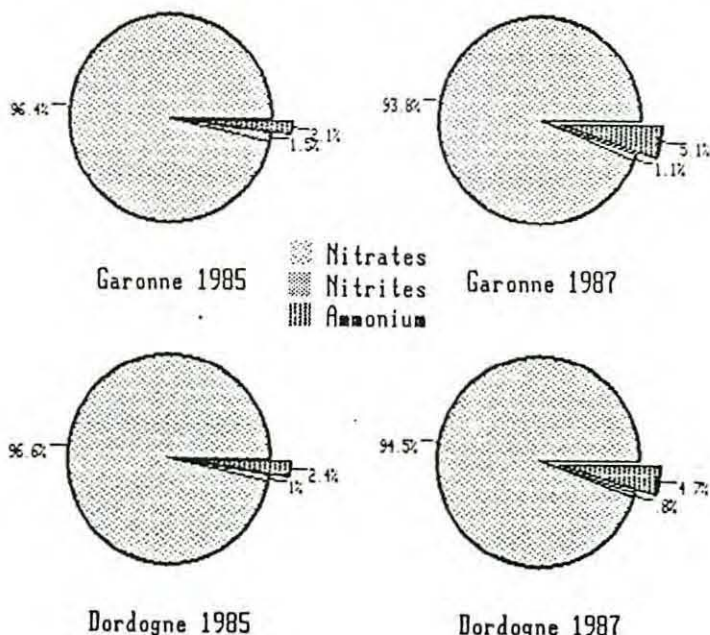 96.4%
2.1%
1.5%
93.8%
5.1%
1.1%
Garonne 1985
Garonne 1987
Nitrates
Nitrites
Ammonium
96.6%
2.4%
1%
94.5%
4.7%
.8%
Dordogne 1985
Dordogne 1987